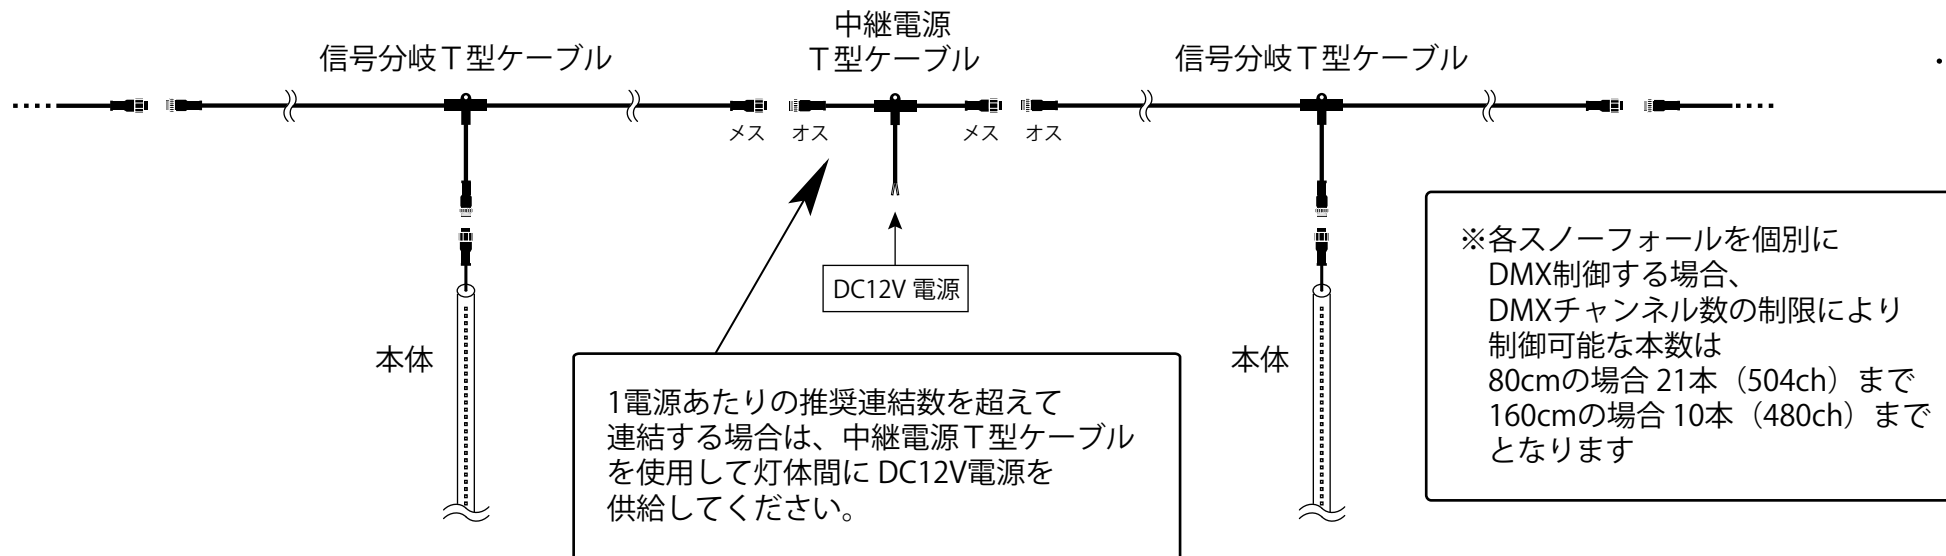 中継電源
T型ケーブル
信号分岐T型ケーブル
信号分岐T型ケーブル
メス
オス
メス
オス
DC12V 電源
本体
本体
1電源あたりの推奨連結数を超えて
連結する場合は、中継電源T型ケーブル
を使用して灯体間に DC12V電源を
供給してください。
※各スノーフォールを個別に
DMX制御する場合、
DMXチャンネル数の制限により
制御可能な本数は
80cmの場合 21本（504ch）まで
160cmの場合 10本（480ch）まで
となります